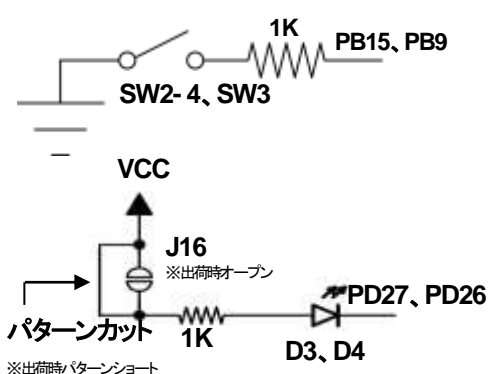 1K
PB15、PB9
SW2-4、SW3
VCC
J16
※出荷時オープン
PD27、PD26
パターンカット
1K
D3、D4
※出荷時パターンショート